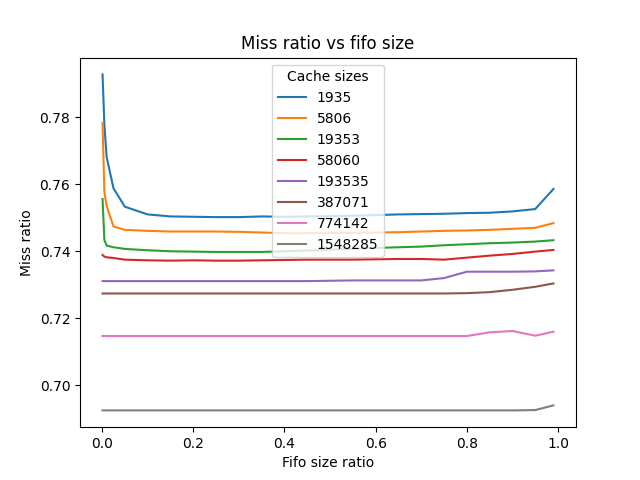 Miss ratio vs fifo size
Cache sizes
1935
5806
19353
58060
193535
387071
774142
1548285
0.78
0.76
0.74
0.72
0.70
Miss ratio
0.0 0.2 0.4 0.6 0.8 1.0
Fifo size ratio